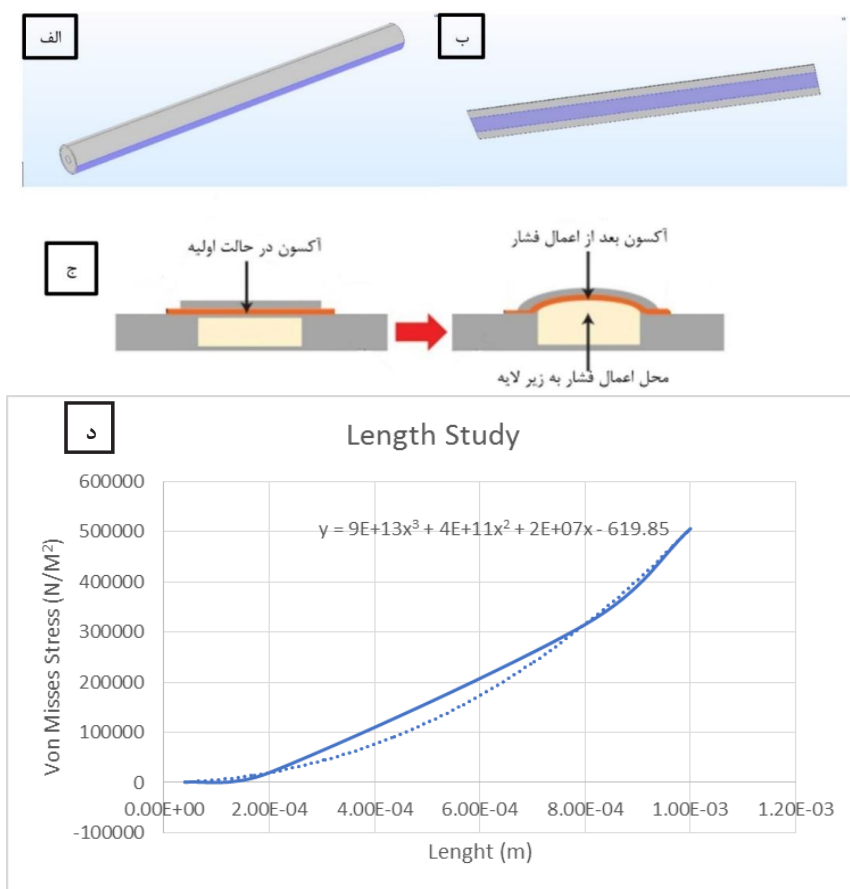 الف
ب
ج
آکسون در حالت اولیه
آکسون بعد از اعمال فشار
محل اعمال فشار به زیر لایه
د
Length Study
y = 9E+13x³ + 4E+11x² + 2E+07x - 619.85
Von Misses Stress (N/M²)
600000
500000
400000
300000
200000
100000
0
-100000
0.00E+00 2.00E-04 4.00E-04 6.00E-04 8.00E-04 1.00E-03 1.20E-03
Lenght (m)